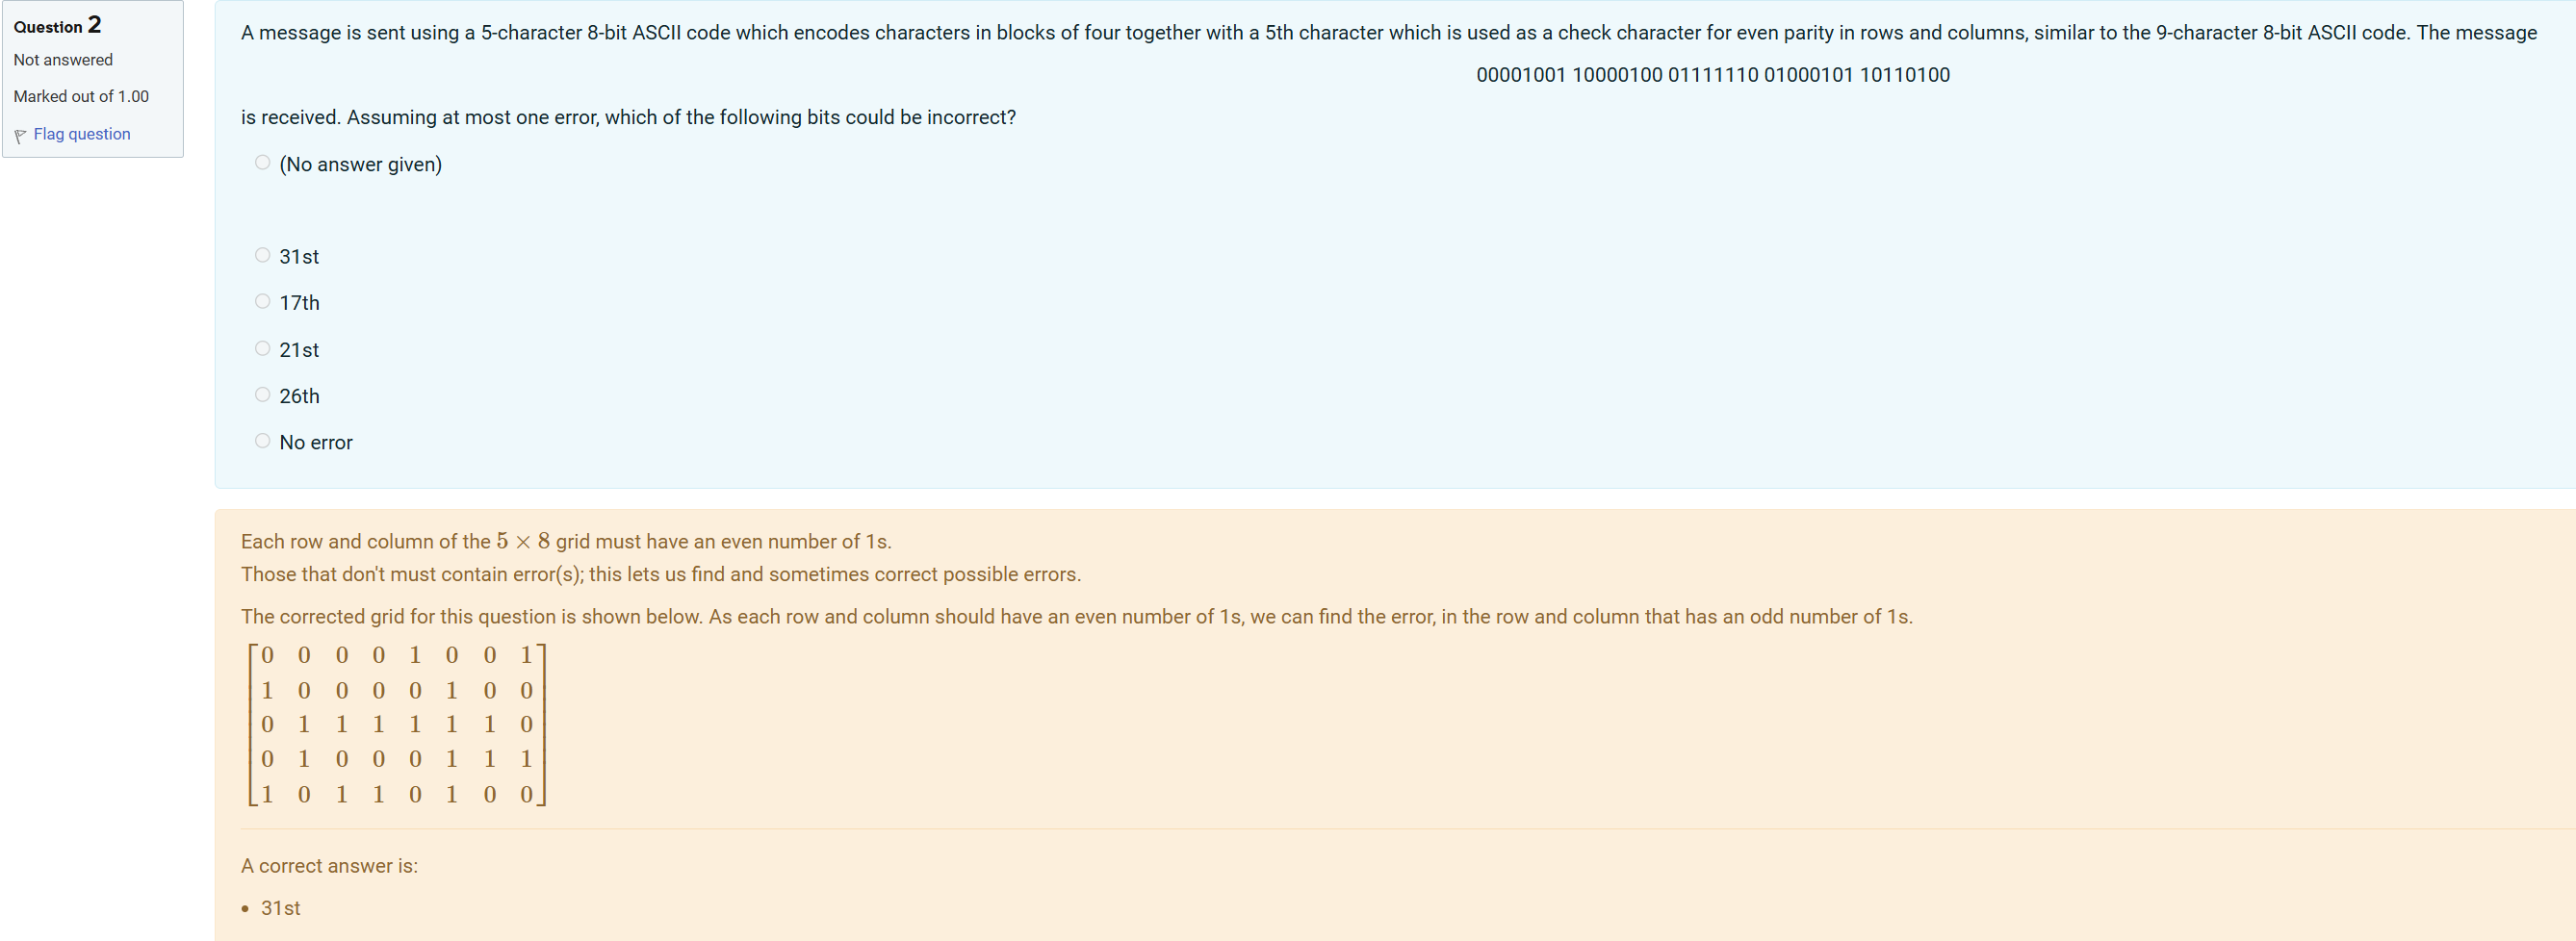 Question 2
Not answered
Marked out of 1.00
Flag question
A message is sent using a 5-character 8-bit ASCII code which encodes characters in blocks of four together with a 5th character which is used as a check character for even parity in rows and columns, similar to the 9-character 8-bit ASCII code. The message
00001001 10000100 01111110 01000101 10110100
is received. Assuming at most one error, which of the following bits could be incorrect?
(No answer given)
31st
17th
21st
26th
No error
Each row and column of the 5 × 8 grid must have an even number of 1s.
Those that don't must contain error(s); this lets us find and sometimes correct possible errors.
The corrected grid for this question is shown below. As each row and column should have an even number of 1s, we can find the error, in the row and column that has an odd number of 1s.
0 0 0 0 1 0 0 1
1 0 0 0 0 1 0 0
0 1 1 1 1 1 1 0
0 1 0 0 0 1 1 1
1 0 1 1 0 1 0 0
A correct answer is:
• 31st